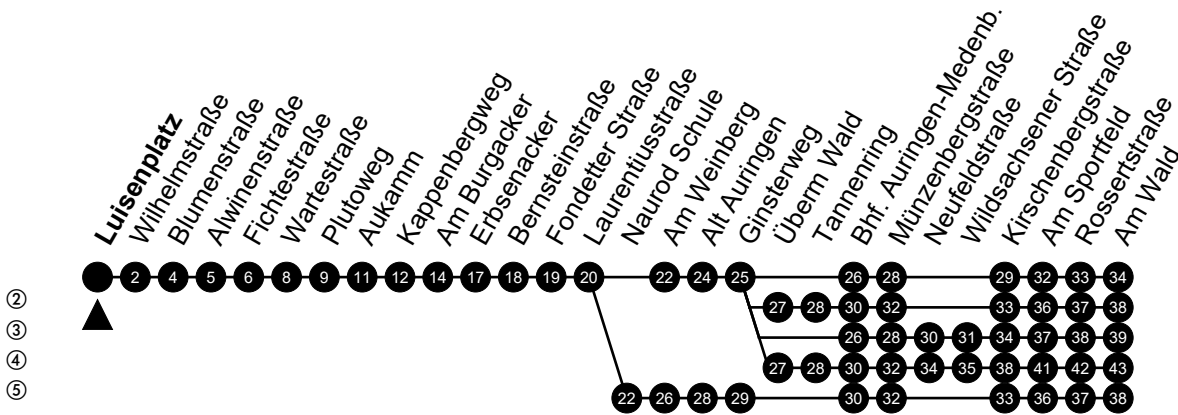 Luisenplatz
Wilhelmstraße
Blumenstraße
Alwinenstraße
Fichtestraße
Wartestraße
Plutoweg
Aukamm
Kappenbergweg
Am Burgacker
Erbsenacker
Bernsteinstraße
Fondetter Straße
Laurentiusstraße
Naurod Schule
Am Weinberg
Alt Auringen
Ginsterweg
Überm Wald
Tannenring
Bhf. Auringen-Medenb.
Münzenbergstraße
Neufeldstraße
Wildsachsener Straße
Kirschenbergstraße
Am Sportfeld
Rossertstraße
Am Wald
2 4 5 6 8 9 11 12 14 17 18 19 20 22 24 25 26 28 29 32 33 34
② 27 28 30 32 33 36 37 38
③ 26 28 30 31 34 37 38 39
④ 27 28 30 32 34 35 38 41 42 43
⑤ 22 26 28 29 30 32 33 36 37 38